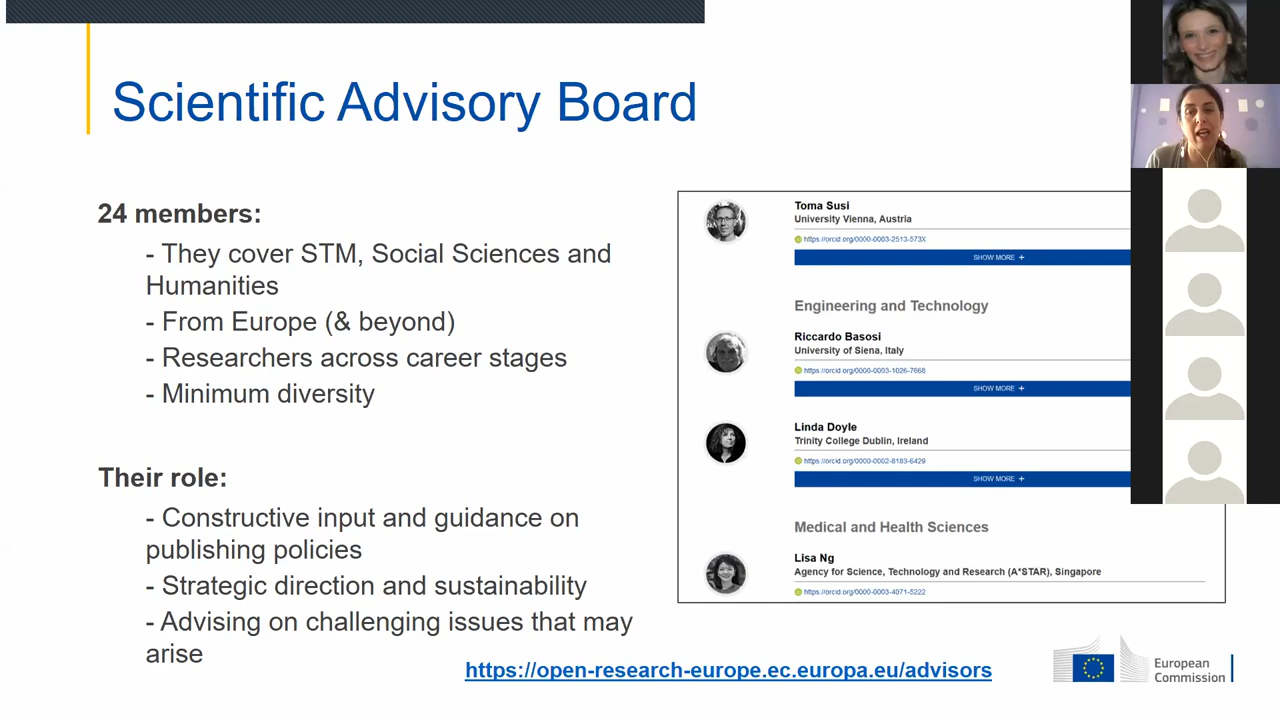 Scientific Advisory Board
24 members:
- They cover STM, Social Sciences and
Humanities
- From Europe (& beyond)
- Researchers across career stages
- Minimum diversity
Their role:
- Constructive input and guidance on
publishing policies
- Strategic direction and sustainability
- Advising on challenging issues that may
arise
Toma Susi
University Vienna, Austria
https://orcid.org/0000-0003-2513-573X
SHOW MORE +
Engineering and Technology
Riccardo Basosi
University of Siena, Italy
https://orcid.org/0000-0003-1026-7668
SHOW MORE +
Linda Doyle
Trinity College Dublin, Ireland
https://orcid.org/0000-0002-8183-6429
SHOW MORE +
Medical and Health Sciences
Lisa Ng
Agency for Science, Technology and Research (A*STAR), Singapore
https://orcid.org/0000-0003-4071-5222
https://open-research-europe.ec.europa.eu/advisors
European
Commission